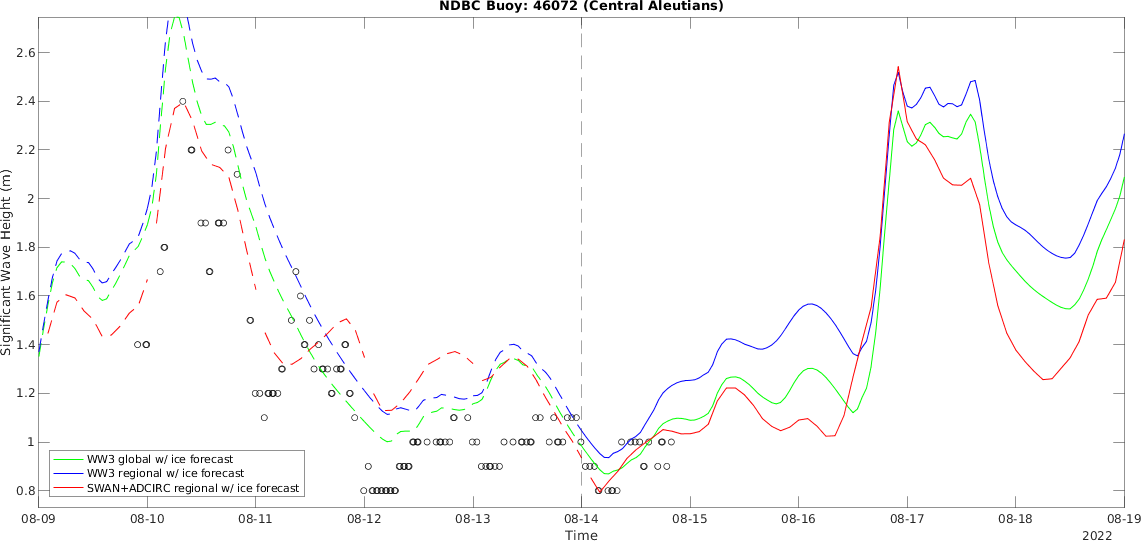 NDBC Buoy: 46072 (Central Aleutians)
Significant Wave Height (m)
2.6
2.4
2.2
2
1.8
1.6
1.4
1.2
1
0.8
WW3 global w/ ice forecast
WW3 regional w/ ice forecast
SWAN+ADCIRC regional w/ ice forecast
08-09 08-10 08-11 08-12 08-13 08-14 08-15 08-16 08-17 08-18 08-19
Time
2022